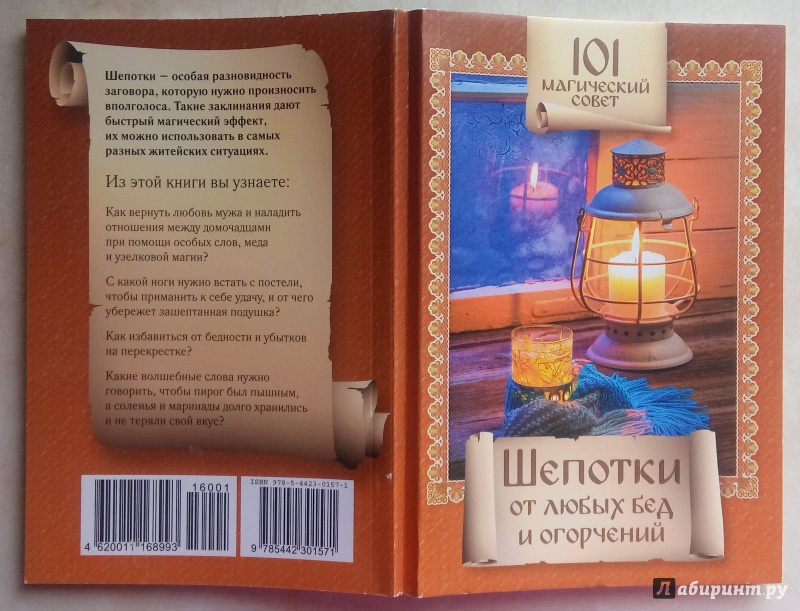 Шепотки – особая разновидность
заговора, которую нужно произносить
вполголоса. Такие заклинания дают
быстрый магический эффект,
их можно использовать в самых
разных житейских ситуациях.
Из этой книги вы узнаете:
Как вернуть любовь мужа и наладить
отношения между домочадцами
при помощи особых слов, меда
и узелковой магии?
С какой ноги нужно встать с постели,
чтобы приманить к себе удачу, и от чего
убережет зашептанная подушка?
Как избавиться от бедности и убытков
на перекрестке?
Какие волшебные слова нужно
говорить, чтобы пирог был пышным,
а соленья и маринады долго хранились
и не теряли свой вкус?
16001
4 620011 168993
ISBN 978-5-4423-0157-1
9 785442 301571
101
магический
совет
Шепотки
от любых бед
и огорчений
Лабиринт.ру